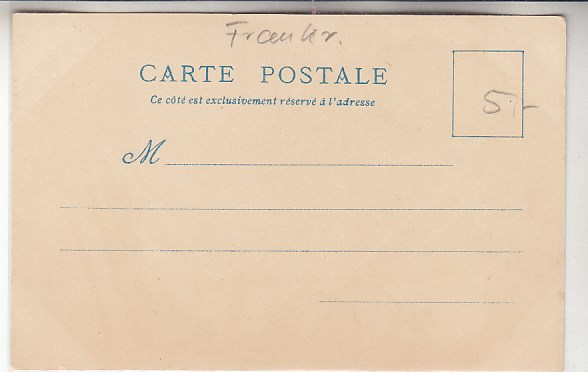 Frankr.
CARTE POSTALE
Ce côté est exclusivement réservé à l'adresse
5,-
M